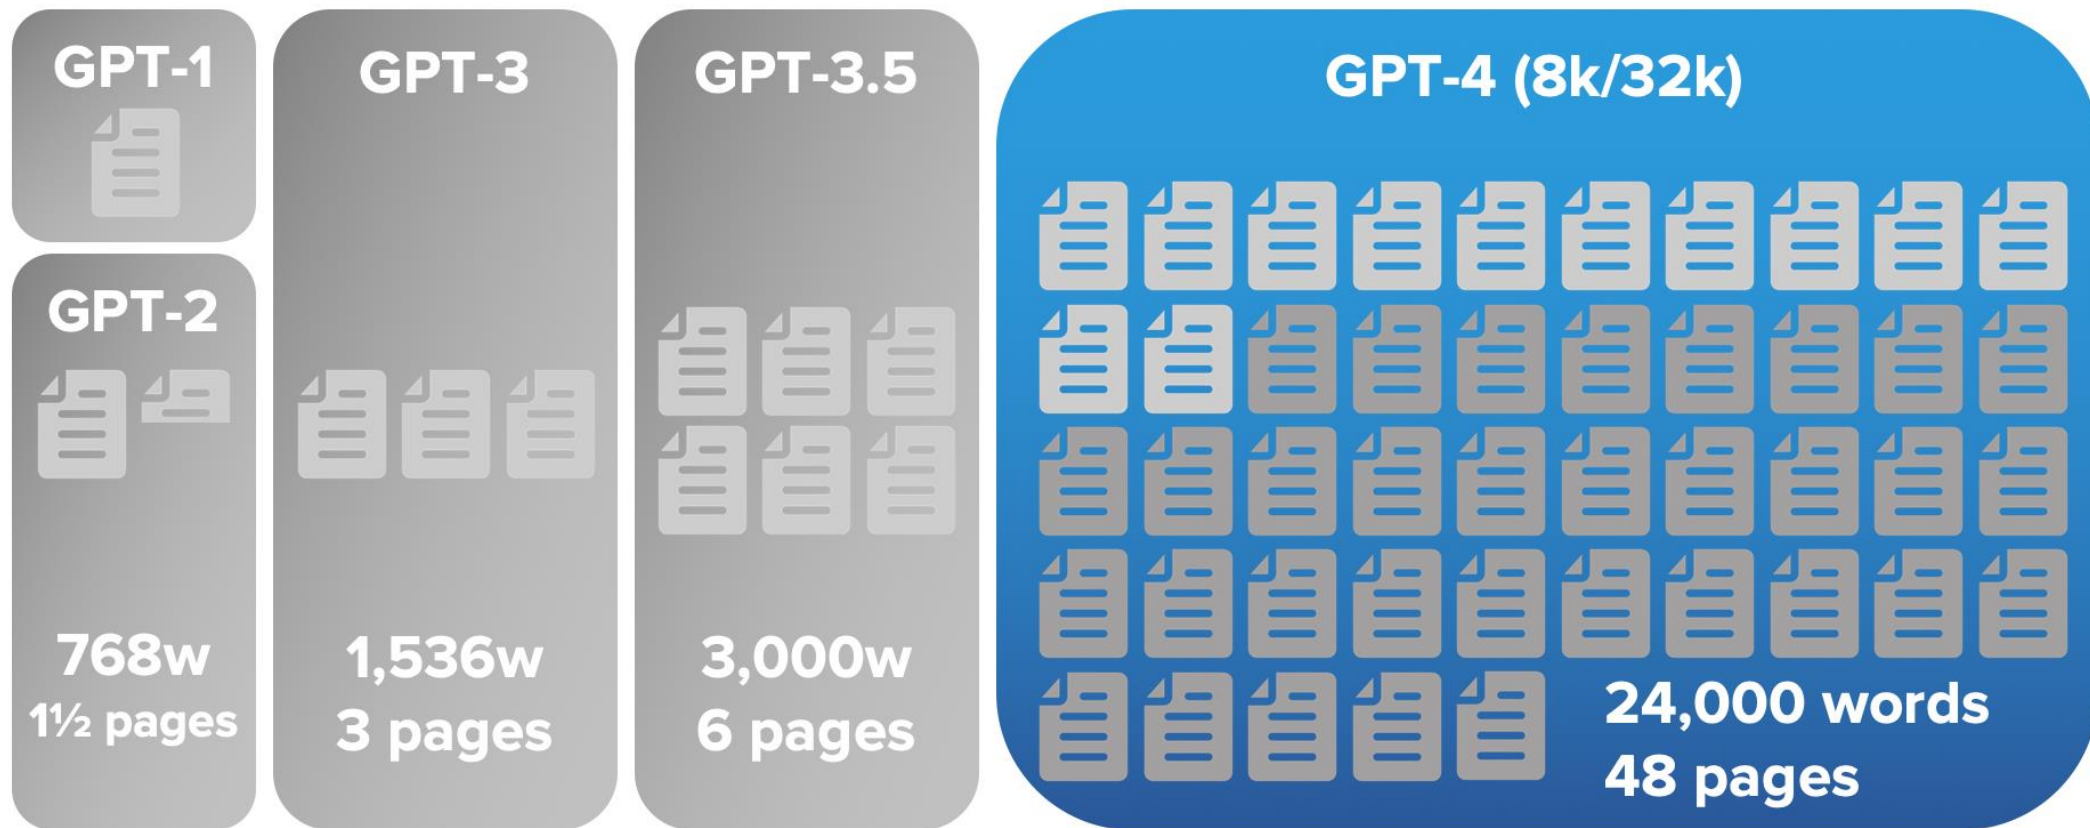 GPT-1
GPT-2
768w
1½ pages
GPT-3
1,536w
3 pages
GPT-3.5
3,000w
6 pages
GPT-4 (8k/32k)
24,000 words
48 pages